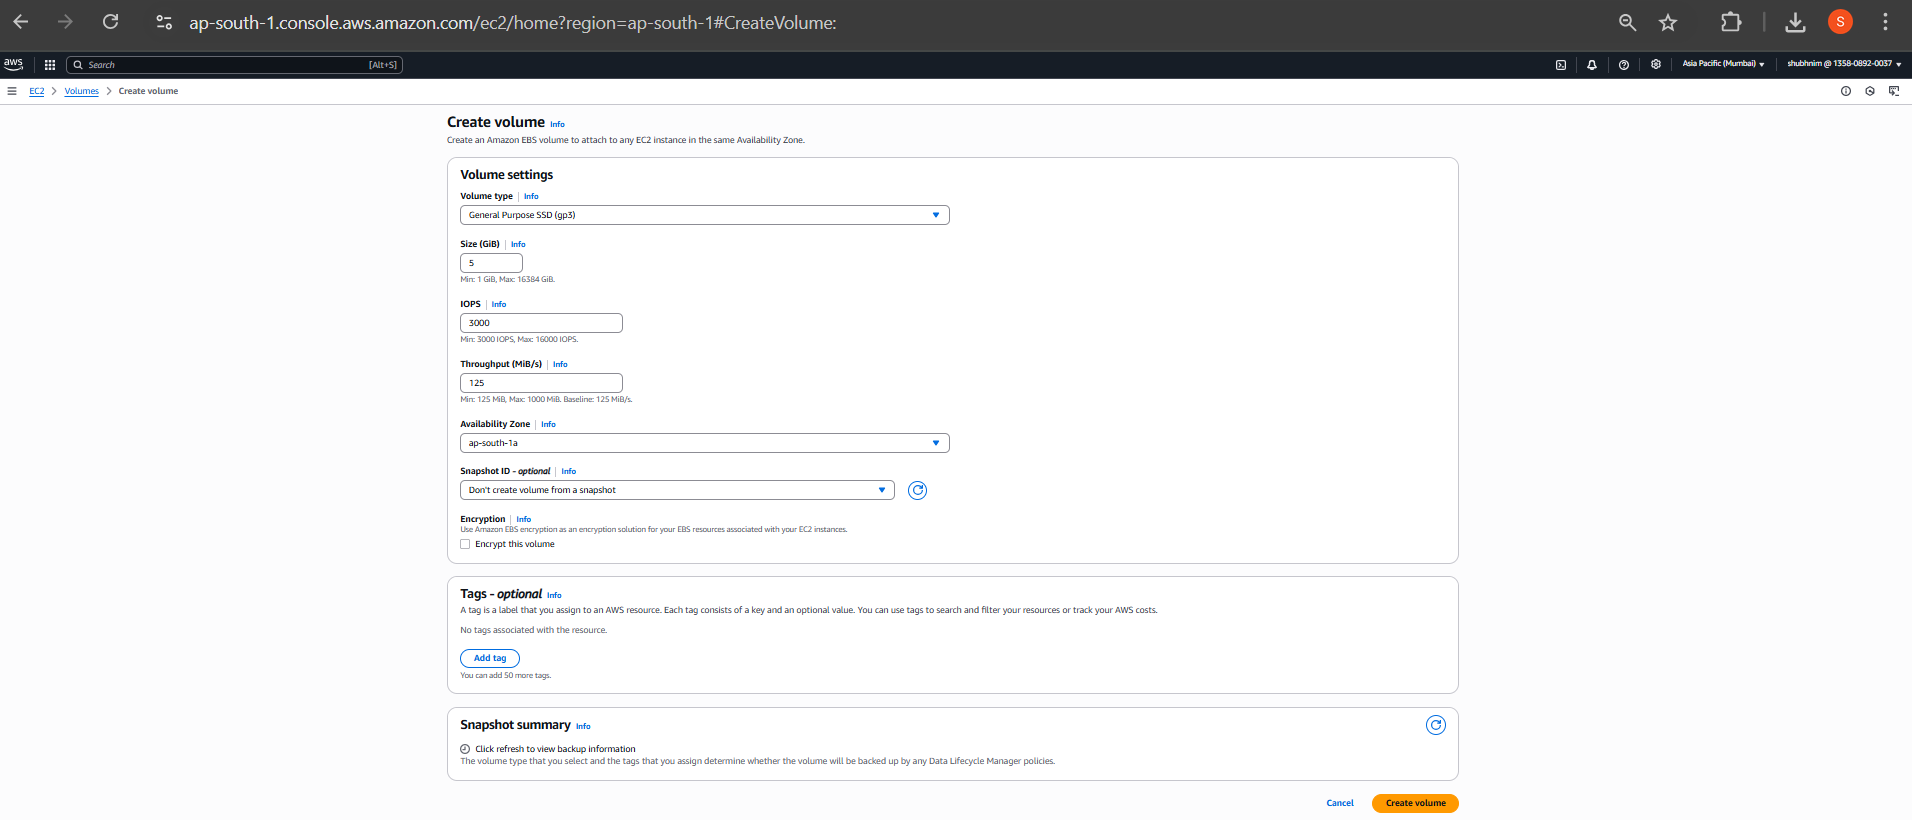 ap-south-1.console.aws.amazon.com/ec2/home?region=ap-south-1#CreateVolume:
S
aws
Search
[Alt+S]
Asia Pacific (Mumbai)
shubhnim @ 1358-0892-0037
EC2 > Volumes > Create volume
Create volume Info
Create an Amazon EBS volume to attach to any EC2 instance in the same Availability Zone.
Volume settings
Volume type | Info
General Purpose SSD (gp3)
Size (GiB) | Info
5
Min: 1 GiB, Max: 16384 GiB.
IOPS | Info
3000
Min: 3000 IOPS, Max: 16000 IOPS.
Throughput (MiB/s) | Info
125
Min: 125 MiB, Max: 1000 MiB. Baseline: 125 MiB/s.
Availability Zone | Info
ap-south-1a
Snapshot ID - optional | Info
Don't create volume from a snapshot
Encryption | Info
Use Amazon EBS encryption as an encryption solution for your EBS resources associated with your EC2 instances.
Encrypt this volume
Tags - optional Info
A tag is a label that you assign to an AWS resource. Each tag consists of a key and an optional value. You can use tags to search and filter your resources or track your AWS costs.
No tags associated with the resource.
Add tag
You can add 50 more tags.
Snapshot summary Info
Click refresh to view backup information
The volume type that you select and the tags that you assign determine whether the volume will be backed up by any Data Lifecycle Manager policies.
Cancel
Create volume